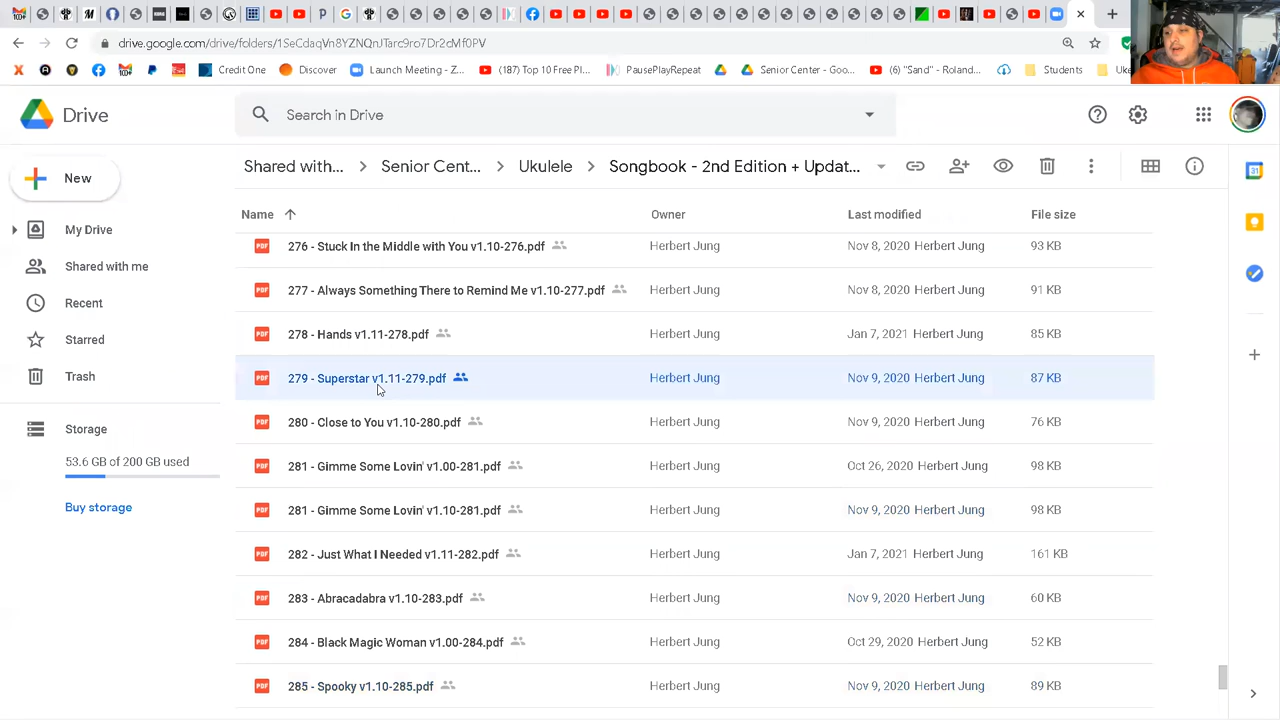 drive.google.com/drive/folders/1SeCdaqVn8YZNQnJTarc9ro7Dr2cMf0PV
Credit One
Discover
Launch Meeting - Z...
(187) Top 10 Free Pl...
PausePlayRepeat
Senior Center - Goo...
(6) "Sand" - Roland...
Students
Uke
Drive
Search in Drive
New
Shared with... > Senior Cent... > Ukulele > Songbook - 2nd Edition + Updat...
My Drive
Shared with me
Recent
Starred
Trash
Storage
53.6 GB of 200 GB used
Buy storage
Name Owner Last modified File size
276 - Stuck In the Middle with You v1.10-276.pdf Herbert Jung Nov 8, 2020 Herbert Jung 93 KB
277 - Always Something There to Remind Me v1.10-277.pdf Herbert Jung Nov 8, 2020 Herbert Jung 91 KB
278 - Hands v1.11-278.pdf Herbert Jung Jan 7, 2021 Herbert Jung 85 KB
279 - Superstar v1.11-279.pdf Herbert Jung Nov 9, 2020 Herbert Jung 87 KB
280 - Close to You v1.10-280.pdf Herbert Jung Nov 9, 2020 Herbert Jung 76 KB
281 - Gimme Some Lovin' v1.00-281.pdf Herbert Jung Oct 26, 2020 Herbert Jung 98 KB
281 - Gimme Some Lovin' v1.10-281.pdf Herbert Jung Nov 9, 2020 Herbert Jung 98 KB
282 - Just What I Needed v1.11-282.pdf Herbert Jung Jan 7, 2021 Herbert Jung 161 KB
283 - Abracadabra v1.10-283.pdf Herbert Jung Nov 9, 2020 Herbert Jung 60 KB
284 - Black Magic Woman v1.00-284.pdf Herbert Jung Oct 29, 2020 Herbert Jung 52 KB
285 - Spooky v1.10-285.pdf Herbert Jung Nov 9, 2020 Herbert Jung 89 KB